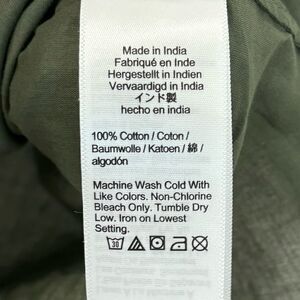 Made in India
Fabriqué en Inde
Hergestellt in Indien
Vervaardigd in India
インド製
hecho en india
100% Cotton / Coton /
Baumwolle / Katoen / 綿 /
algodón
Machine Wash Cold With
Like Colors. Non-Chlorine
Bleach Only. Tumble Dry
Low. Iron on Lowest
Setting.
30